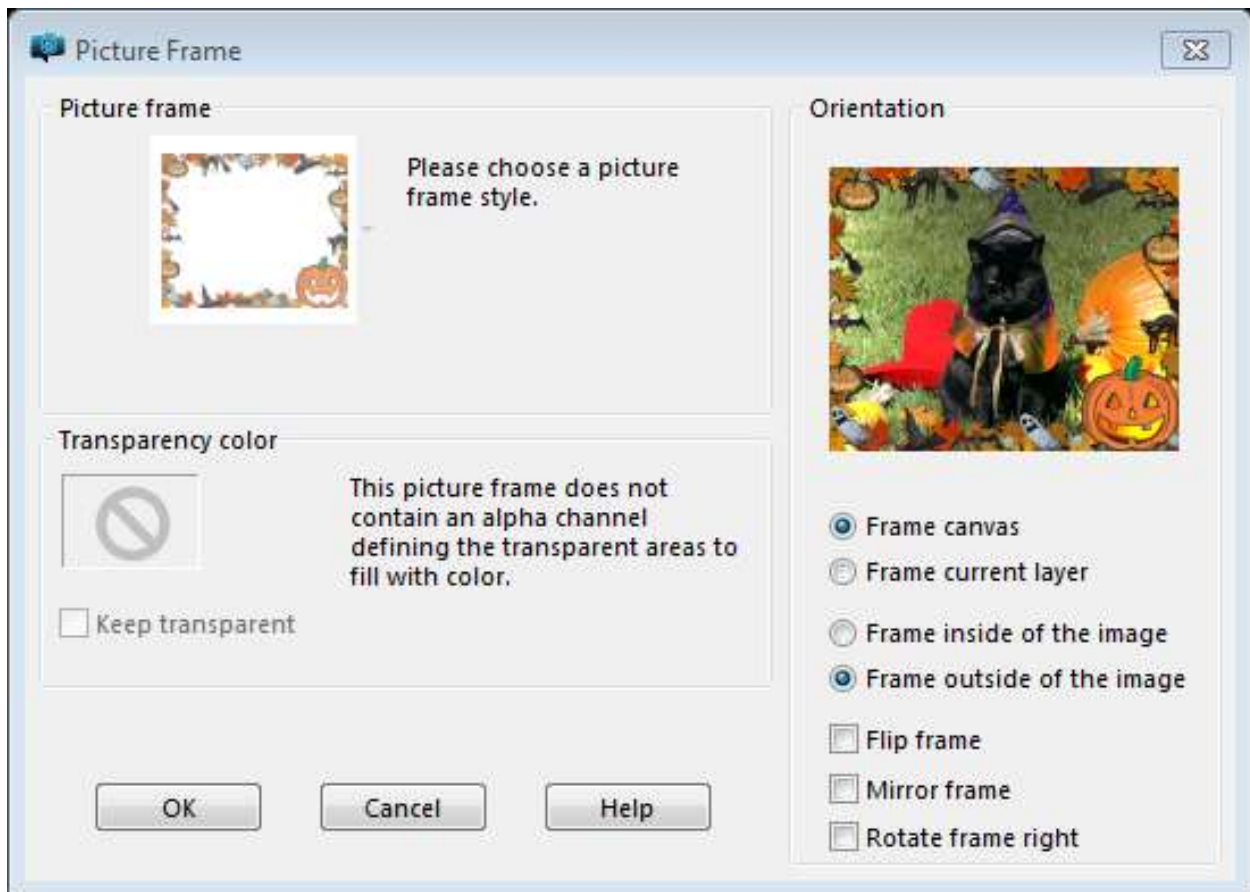 Picture Frame
Picture frame
Please choose a picture
frame style.
Transparency color
This picture frame does not
contain an alpha channel
defining the transparent areas to
fill with color.
Keep transparent
OK
Cancel
Help
Orientation
Frame canvas
Frame current layer
Frame inside of the image
Frame outside of the image
Flip frame
Mirror frame
Rotate frame right